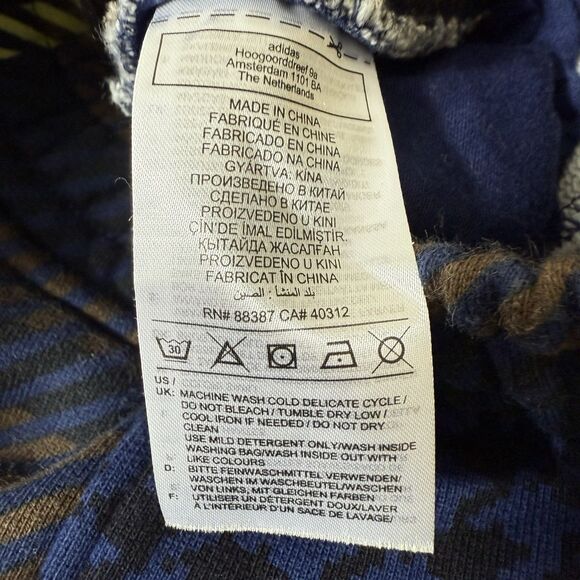 adidas
Hoogoorddreef 9a
Amsterdam 1101 BA
The Netherlands
MADE IN CHINA
FABRIQUÉ EN CHINE
FABRICADO EN CHINA
FABRICADO NA CHINA
GYÁRTVA: KÍNA
ПРОИЗВЕДЕНО В КИТАЙ
СДЕЛАНО В КИТАЕ
PROIZVEDENO U KINI
ÇİN'DE İMAL EDİLMİŞTİR.
ҚЫТАЙДА ЖАСАЛҒАН
PROIZVEDENO U KINI
FABRICAT ÎN CHINA
بلد المنشأ : الصين
RN# 88387 CA# 40312
30
US /
UK: MACHINE WASH COLD DELICATE CYCLE /
DO NOT BLEACH / TUMBLE DRY LOW /
COOL IRON IF NEEDED / DO NOT DRY
CLEAN
USE MILD DETERGENT ONLY/WASH INSIDE
WASHING BAG/WASH INSIDE OUT WITH
LIKE COLOURS
D: BITTE FEINWASCHMITTEL VERWENDEN/
WASCHEN IM WASCHBEUTEL/WASCHEN
VON LINKS, MIT GLEICHEN FARBEN
F: UTILISER UN DÉTERGENT DOUX/LAVER
À L'INTÉRIEUR D'UN SAC DE LAVAGE/